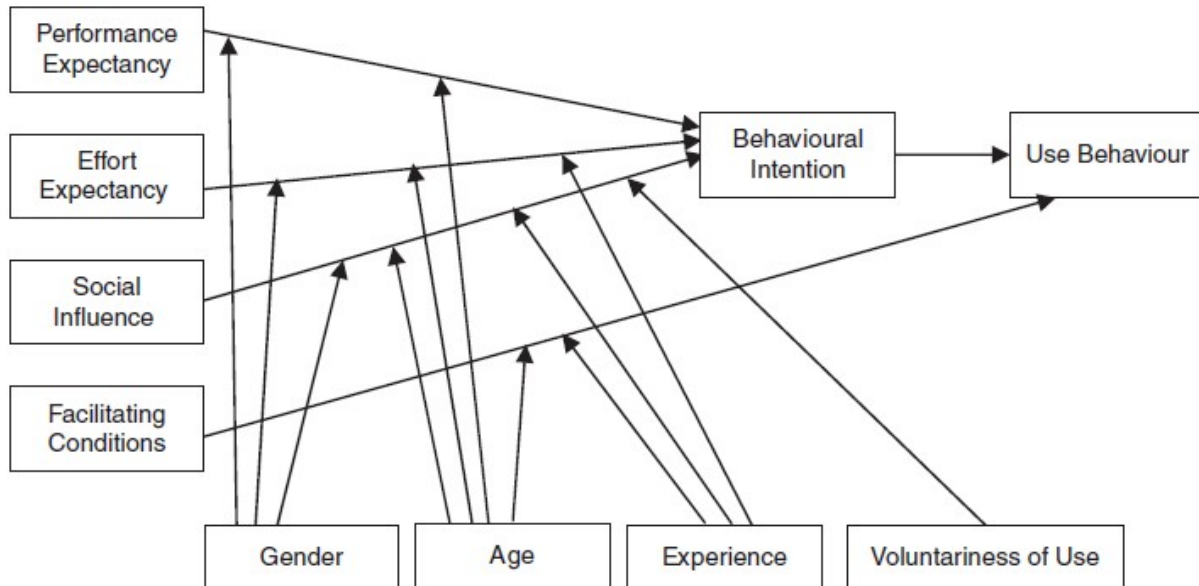 Performance
Expectancy
Effort
Expectancy
Social
Influence
Facilitating
Conditions
Behavioural
Intention
Use Behaviour
Gender
Age
Experience
Voluntariness of Use